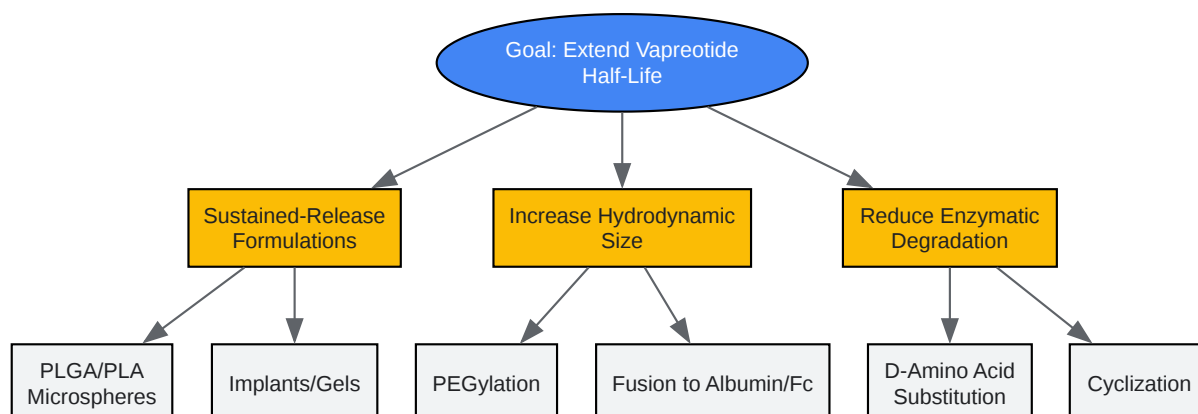 Goal: Extend Vapreotide
Half-Life
Sustained-Release
Formulations
Increase Hydrodynamic
Size
Reduce Enzymatic
Degradation
PLGA/PLA
Microspheres
Implants/Gels
PEGylation
Fusion to Albumin/Fc
D-Amino Acid
Substitution
Cyclization